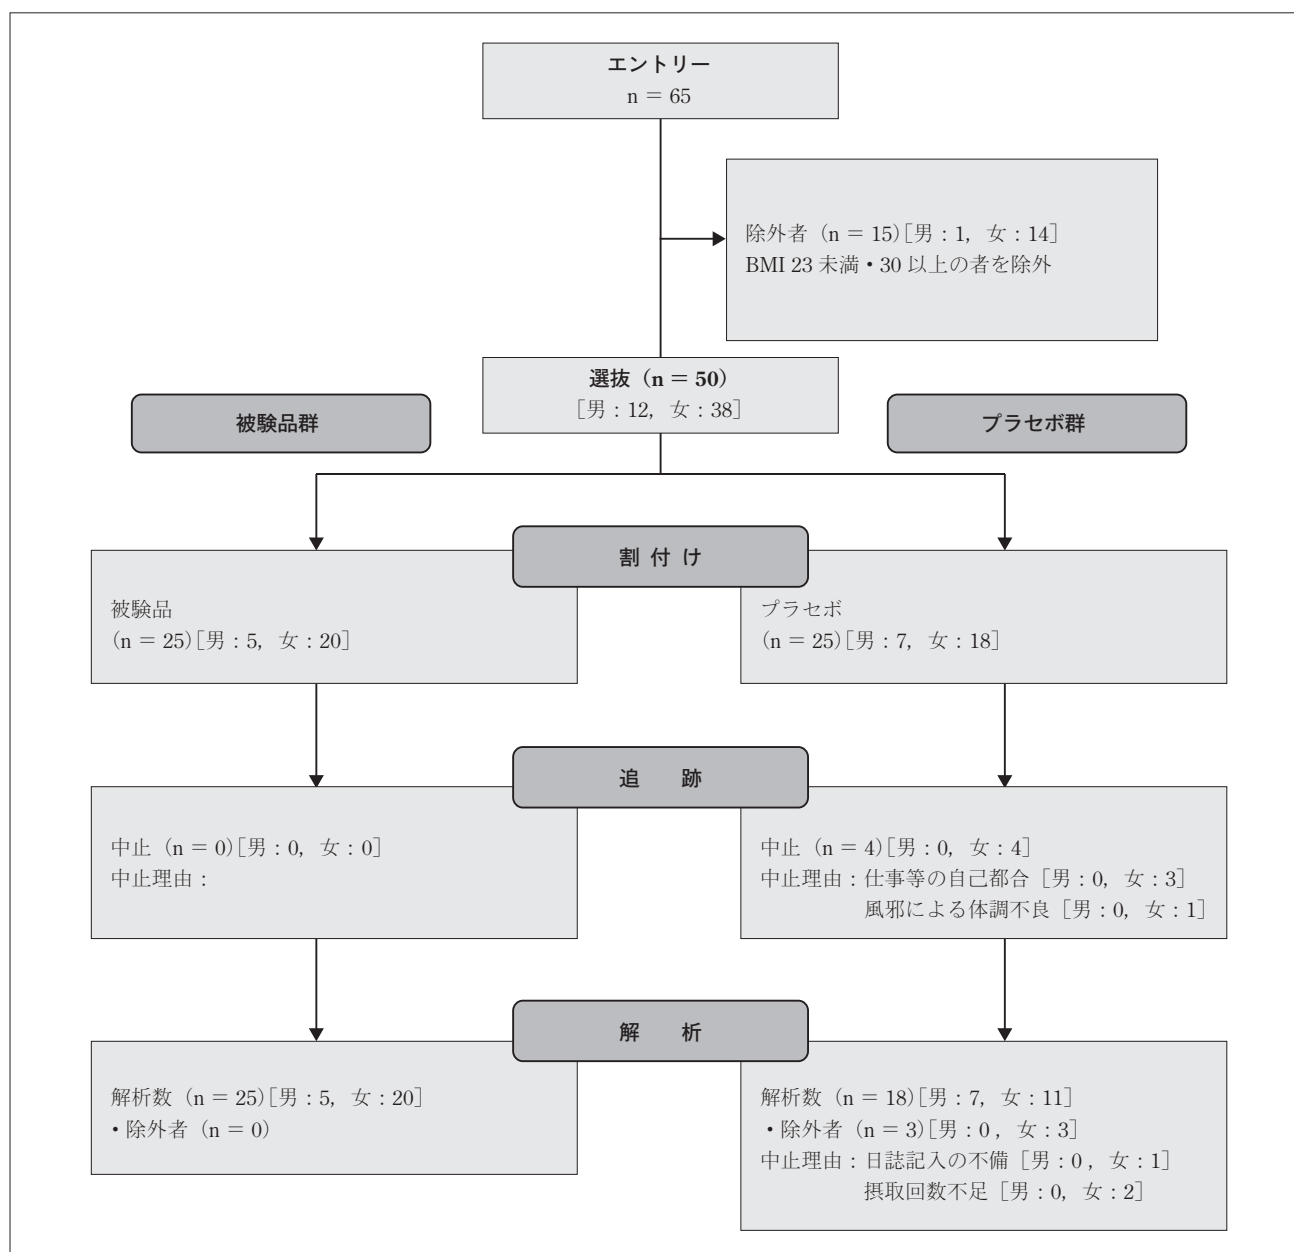 エントリー
n = 65
除外者（n = 15)[男：1，女：14]
BMI 23 未満・30 以上の者を除外
選抜（n = 50）
[男：12，女：38]
被験品群
プラセボ群
割 付 け
被験品
(n = 25)[男：5，女：20]
プラセボ
(n = 25)[男：7，女：18]
追　跡
中止（n = 0)[男：0，女：0]
中止理由：
中止（n = 4)[男：0，女：4]
中止理由：仕事等の自己都合［男：0，女：3］
風邪による体調不良［男：0，女：1］
解　析
解析数（n = 25)[男：5，女：20]
・除外者（n = 0）
解析数（n = 18)[男：7，女：11]
・除外者（n = 3)[男：0，女：3]
中止理由：日誌記入の不備［男：0，女：1］
摂取回数不足［男：0，女：2］